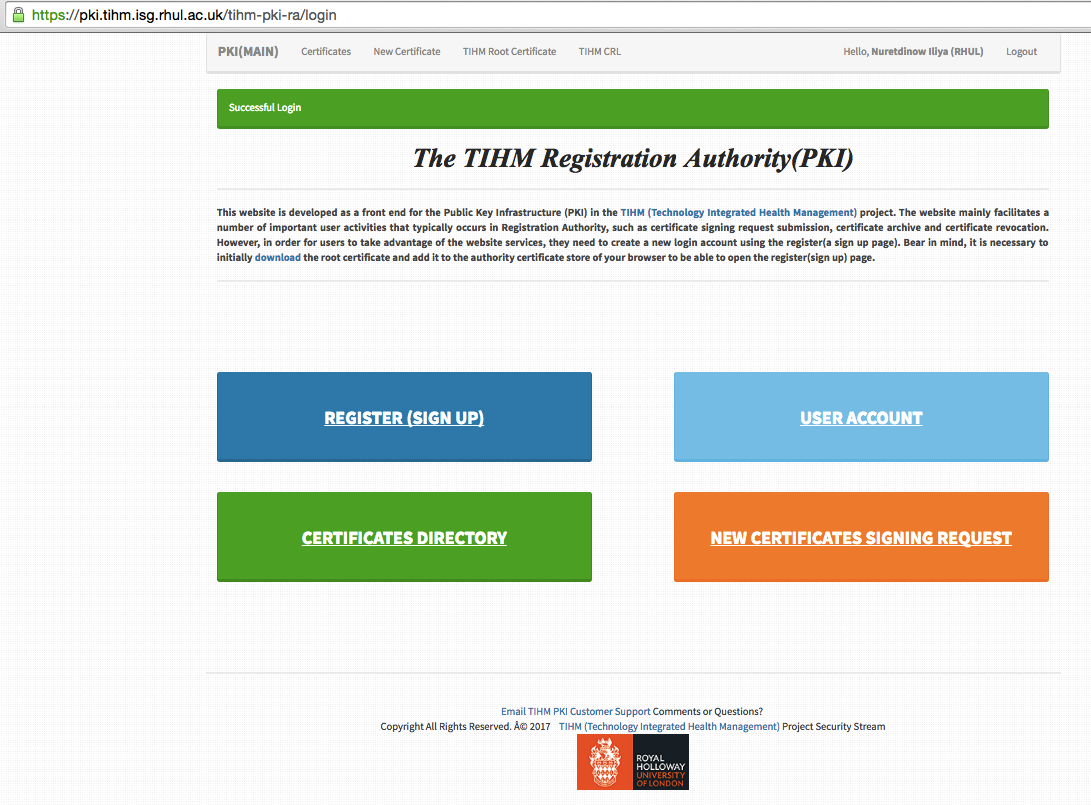 https://pki.tihm.isg.rhul.ac.uk/tihm-pki-ra/login
PKI(MAIN) Certificates New Certificate TIHM Root Certificate TIHM CRL Hello, Nuretdinow Iliya (RHUL) Logout
Successful Login
The TIHM Registration Authority(PKI)
This website is developed as a front end for the Public Key Infrastructure (PKI) in the TIHM (Technology Integrated Health Management) project. The website mainly facilitates a
number of important user activities that typically occurs in Registration Authority, such as certificate signing request submission, certificate archive and certificate revocation.
However, in order for users to take advantage of the website services, they need to create a new login account using the register(a sign up page). Bear in mind, it is necessary to
initially download the root certificate and add it to the authority certificate store of your browser to be able to open the register(sign up) page.
REGISTER (SIGN UP) USER ACCOUNT
CERTIFICATES DIRECTORY NEW CERTIFICATES SIGNING REQUEST
Email TIHM PKI Customer Support Comments or Questions?
Copyright All Rights Reserved. Â© 2017 TIHM (Technology Integrated Health Management) Project Security Stream
ROYAL
HOLLOWAY
UNIVERSITY
OF LONDON